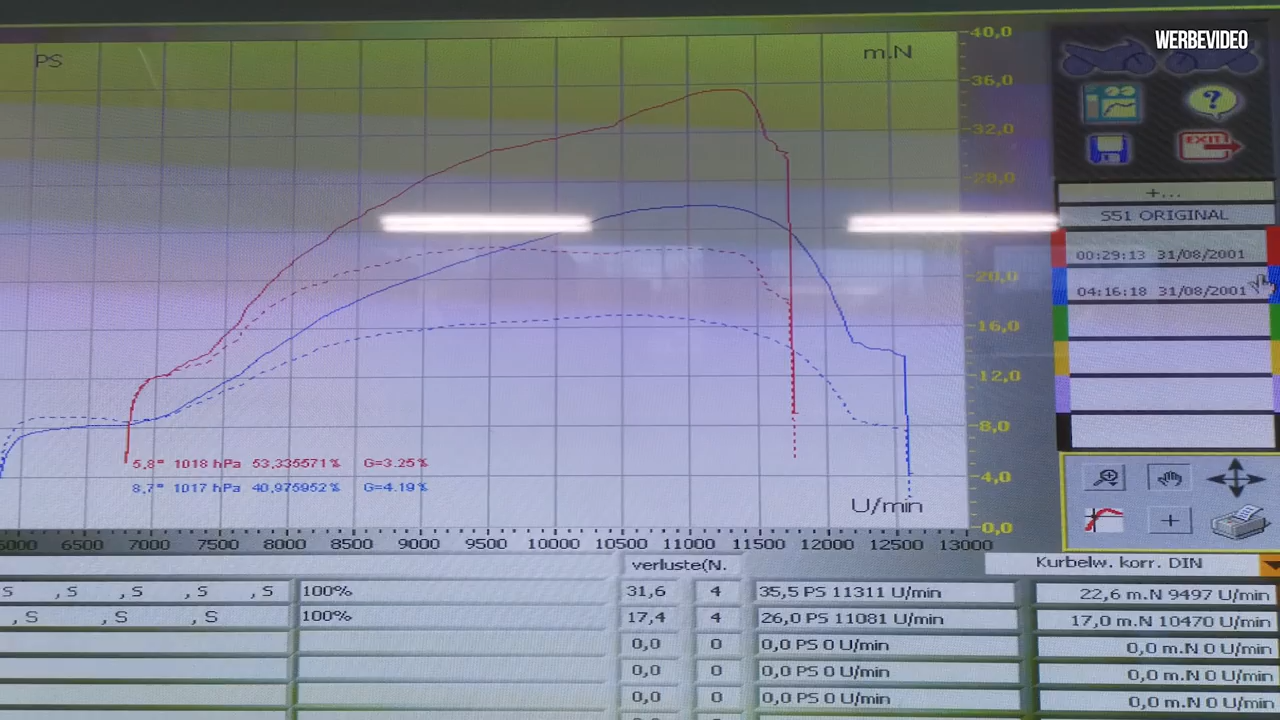 WERBEVIDEO
PS
m.N
40,0
36,0
32,0
28,0
20,0
16,0
12,0
8,0
4,0
0,0
EXIT
+...
S51 ORIGINAL
00:29:13 31/08/2001
04:16:18 31/08/2001
5,8° 1018 hPa 53,335571% G=3.25%
8,7° 1017 hPa 40,975952% G=4.19%
U/min
6000 6500 7000 7500 8000 8500 9000 9500 10000 10500 11000 11500 12000 12500 13000
verluste(N.
Kurbelw. korr. DIN
S , S , S , S , S 100% 31,6 4 35,5 PS 11311 U/min 22,6 m.N 9497 U/min
, S , S , S 100% 17,4 4 26,0 PS 11081 U/min 17,0 m.N 10470 U/min
0,0 0 0,0 PS 0 U/min 0,0 m.N 0 U/min
0,0 0 0,0 PS 0 U/min 0,0 m.N 0 U/min
0,0 0 0,0 PS 0 U/min 0,0 m.N 0 U/min